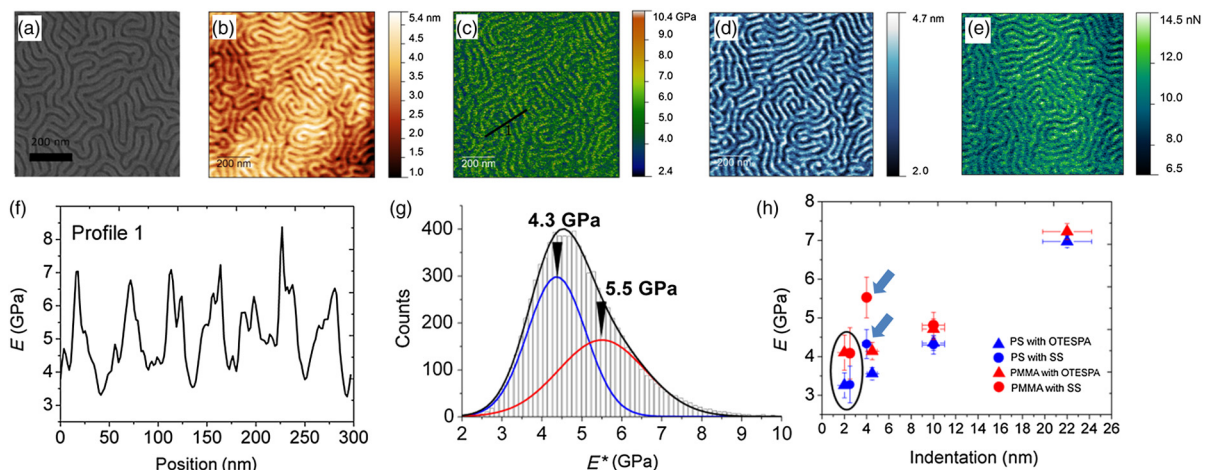 (a)
200 nm
(b)
200 nm
5.4 nm
5.0
4.5
4.0
3.5
3.0
2.5
2.0
1.5
1.0
(c)
1
200 nm
10.4 GPa
9.0
8.0
7.0
6.0
5.0
4.0
2.4
(d)
200 nm
4.7 nm
2.0
(e)
14.5 nN
12.0
10.0
8.0
6.5
(f)
Profile 1
E (GPa)
8
7
6
5
4
3
0
50
100
150
200
250
300
Position (nm)
(g)
4.3 GPa
5.5 GPa
Counts
400
300
200
100
0
2
3
4
5
6
7
8
9
10
E* (GPa)
(h)
E (GPa)
8
7
6
5
4
3
PS with OTESPA
PS with SS
PMMA with OTESPA
PMMA with SS
0
2
4
6
8
10
12
14
16
18
20
22
24
26
Indentation (nm)